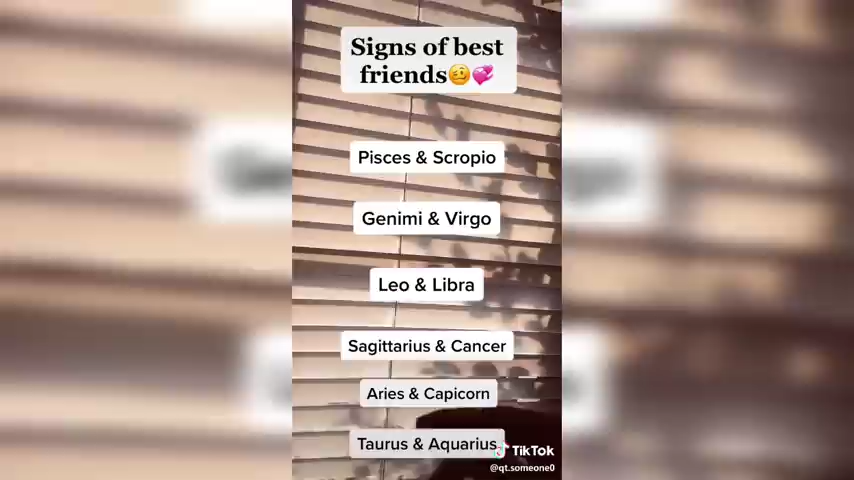 Signs of best
friends🥴💞
Pisces & Scropio
Genimi & Virgo
Leo & Libra
Sagittarius & Cancer
Aries & Capicorn
Taurus & Aquarius
TikTok
@qt.someone0